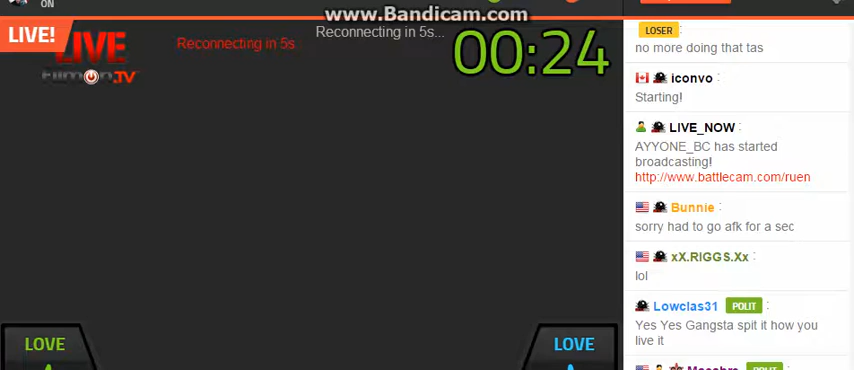 ON
www.Bandicam.com
LIVE!
LIVE
FILMON.TV
Reconnecting in 5s
Reconnecting in 5s...
00:24
LOVE
LOVE
LOSER
no more doing that tas
iconvo :
Starting!
LIVE_NOW :
AYYONE_BC has started
broadcasting!
http://www.battlecam.com/ruen
Bunnie :
sorry had to go afk for a sec
xX.RIGGS.Xx :
lol
Lowclas31 POLIT :
Yes Yes Gangsta spit it how you
live it